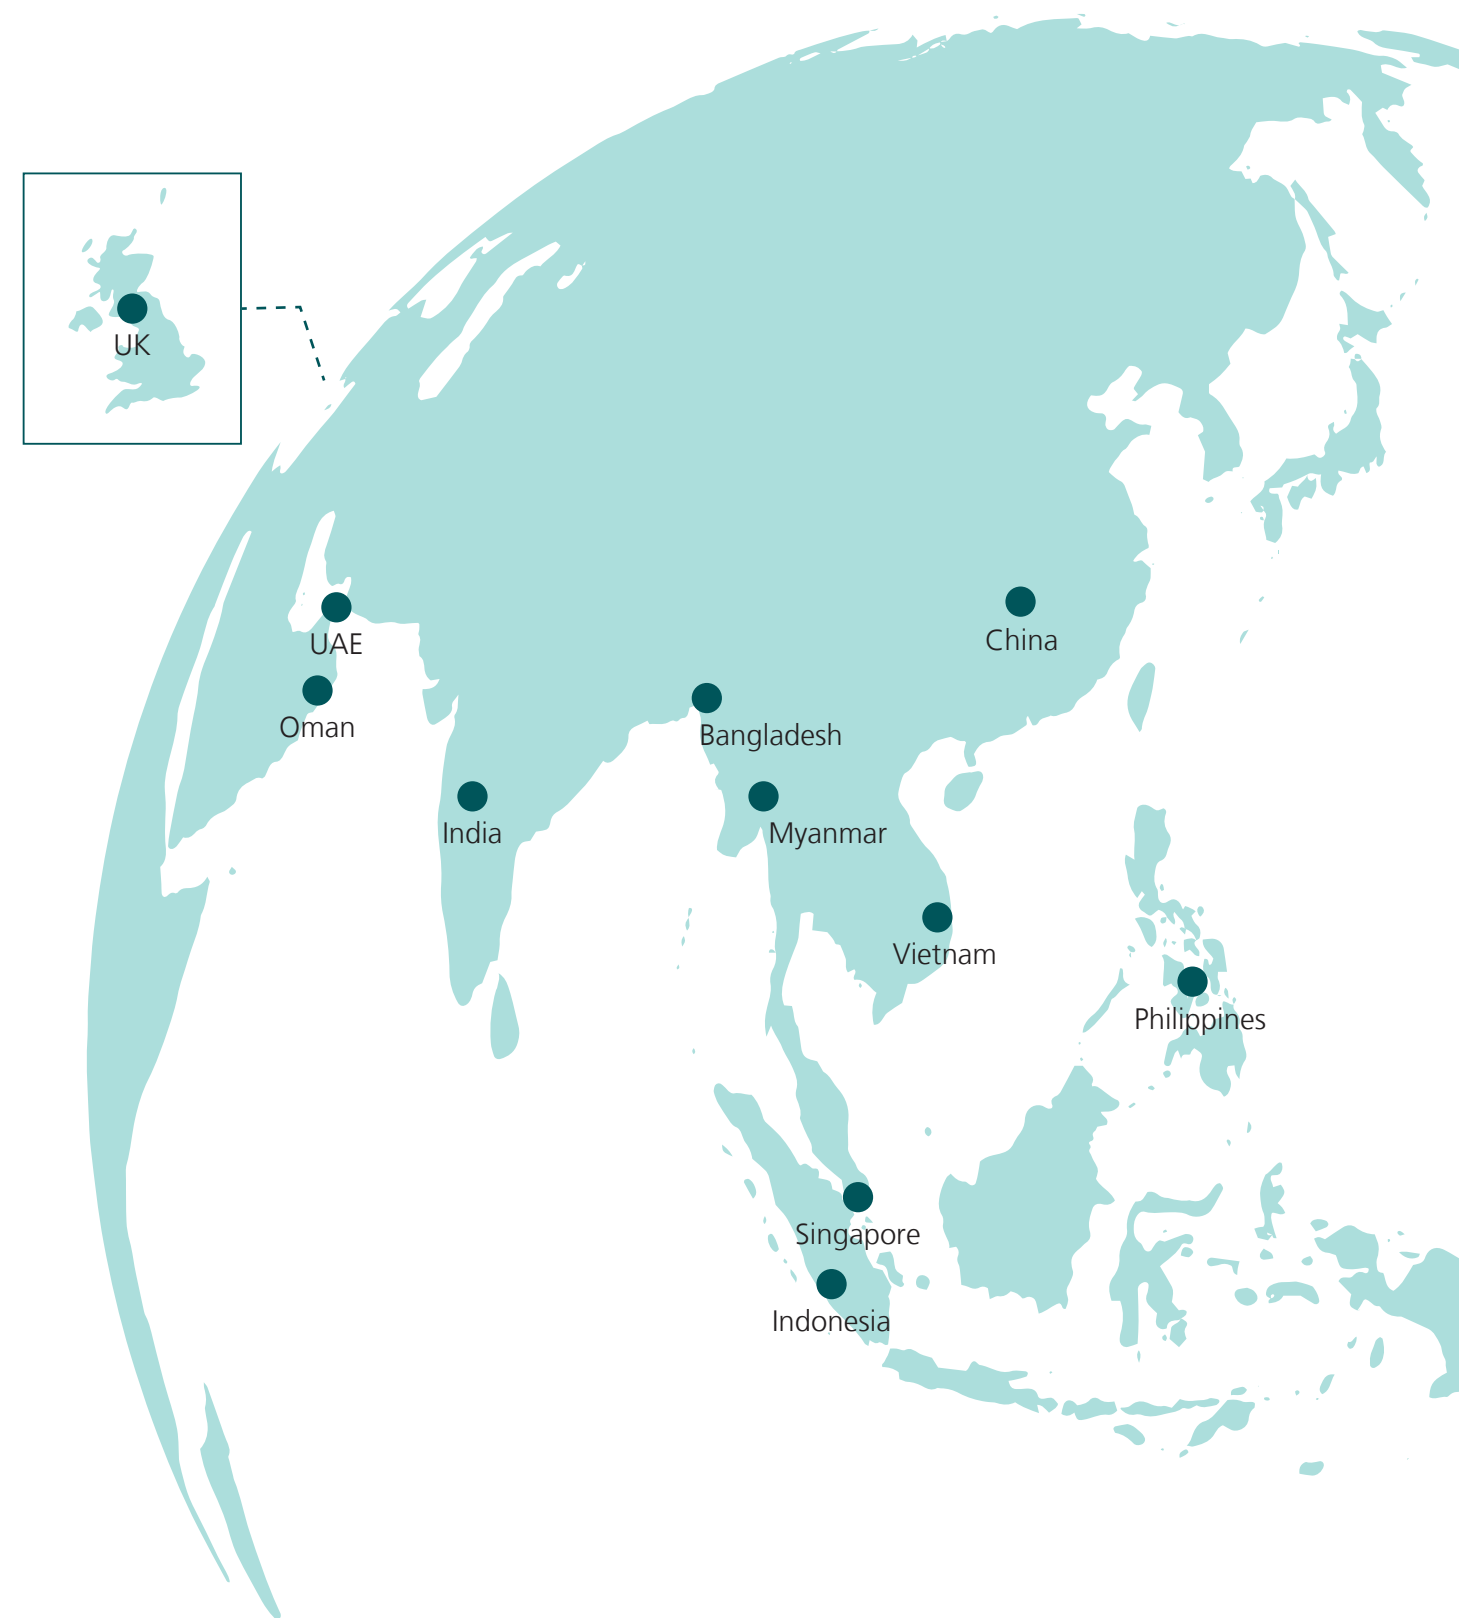 UK
UAE
China
Oman
Bangladesh
India
Myanmar
Vietnam
Philippines
Singapore
Indonesia